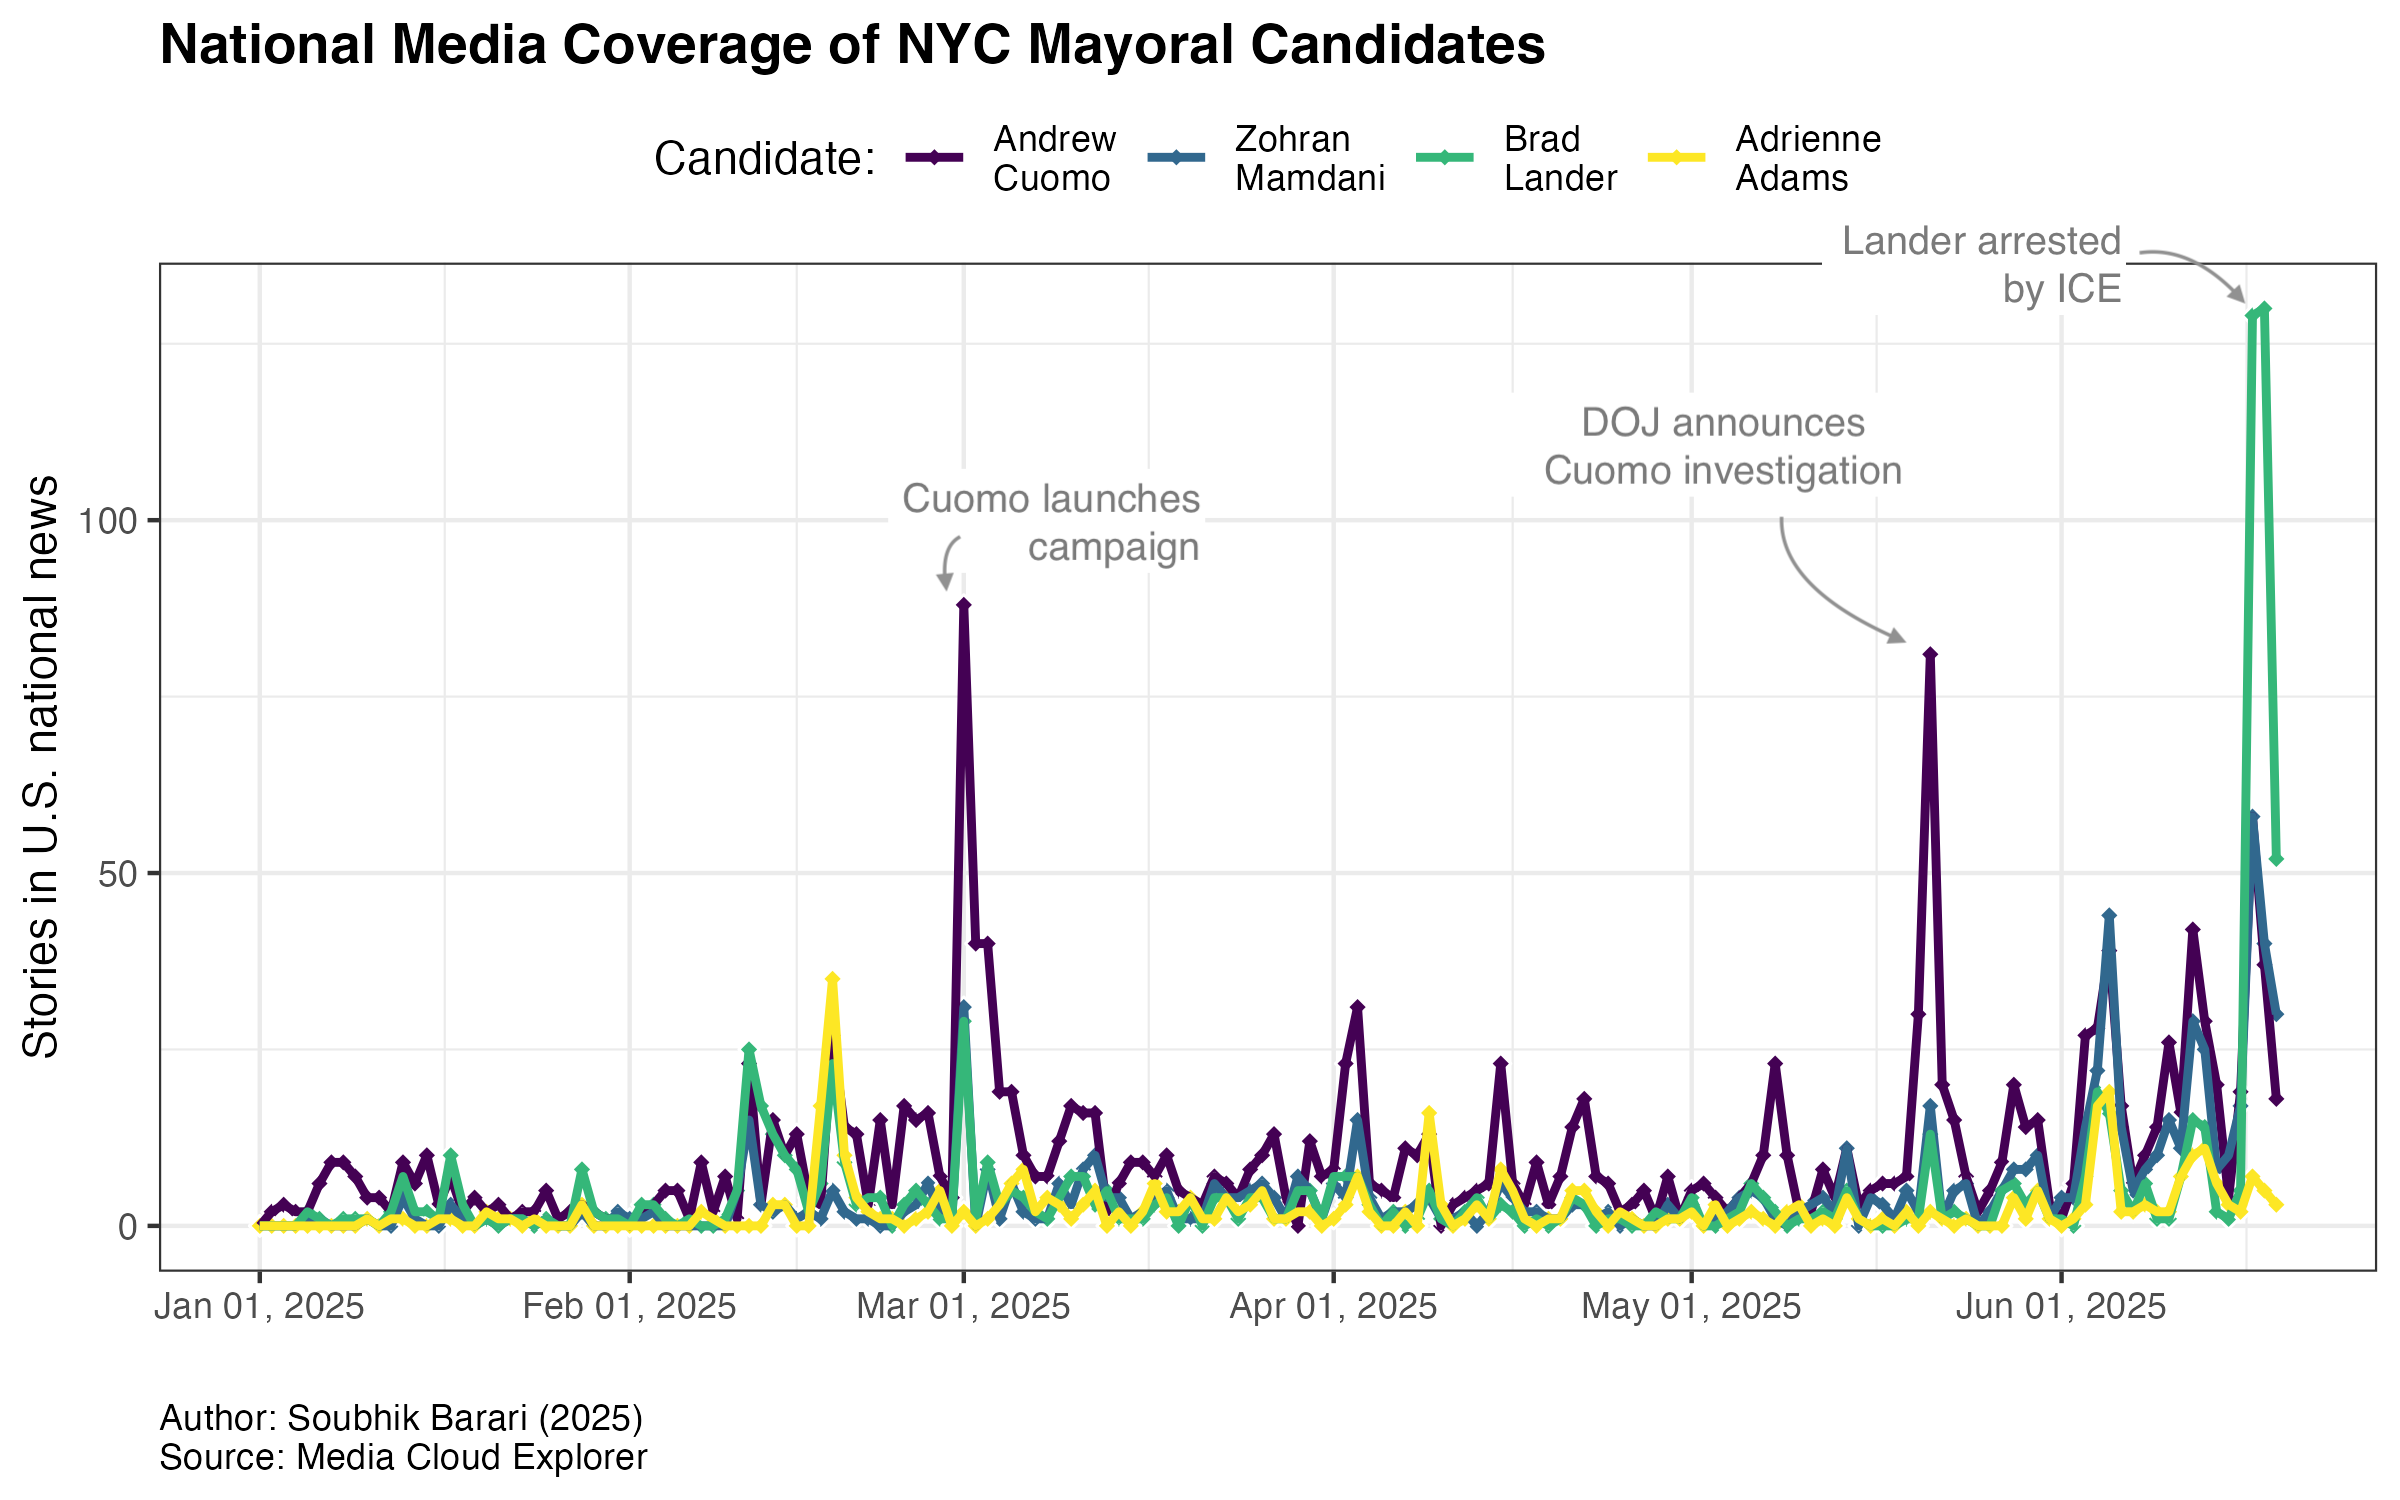 National Media Coverage of NYC Mayoral Candidates
Candidate:
Andrew
Cuomo
Zohran
Mamdani
Brad
Lander
Adrienne
Adams
Lander arrested
by ICE
DOJ announces
Cuomo investigation
Cuomo launches
campaign
Stories in U.S. national news
100
50
0
Jan 01, 2025
Feb 01, 2025
Mar 01, 2025
Apr 01, 2025
May 01, 2025
Jun 01, 2025
Author: Soubhik Barari (2025)
Source: Media Cloud Explorer